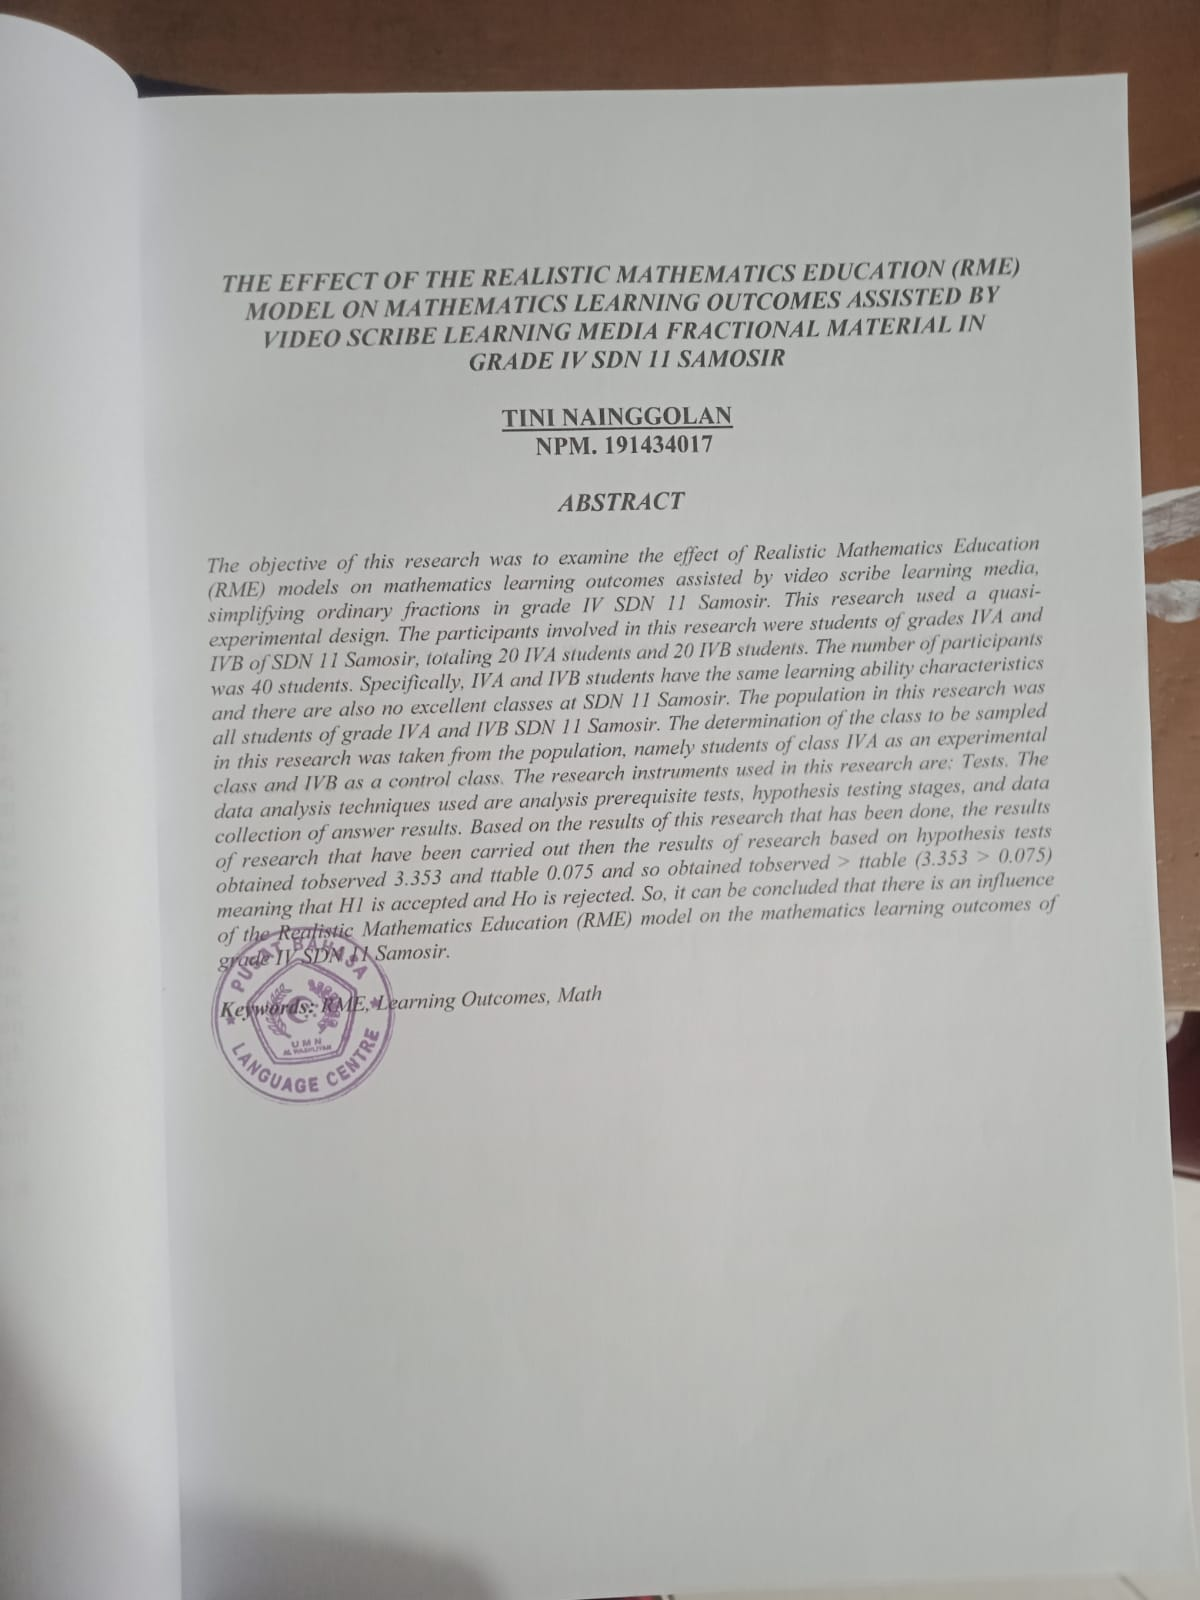 THE EFFECT OF THE REALISTIC MATHEMATICS EDUCATION (RME)
MODEL ON MATHEMATICS LEARNING OUTCOMES ASSISTED BY
VIDEO SCRIBE LEARNING MEDIA FRACTIONAL MATERIAL IN
GRADE IV SDN 11 SAMOSIR
TINI NAINGGOLAN
NPM. 191434017
ABSTRACT
The objective of this research was to examine the effect of Realistic Mathematics Education
(RME) models on mathematics learning outcomes assisted by video scribe learning media,
simplifying ordinary fractions in grade IV SDN 11 Samosir. This research used a quasi-
experimental design. The participants involved in this research were students of grades IVA and
IVB of SDN 11 Samosir, totaling 20 IVA students and 20 IVB students. The number of participants
was 40 students. Specifically, IVA and IVB students have the same learning ability characteristics
and there are also no excellent classes at SDN 11 Samosir. The population in this research was
all students of grade IVA and IVB SDN 11 Samosir. The determination of the class to be sampled
in this research was taken from the population, namely students of class IVA as an experimental
class and IVB as a control class. The research instruments used in this research are: Tests. The
data analysis techniques used are analysis prerequisite tests, hypothesis testing stages, and data
collection of answer results. Based on the results of this research that has been done, the results
of research that have been carried out then the results of research based on hypothesis tests
obtained tobserved 3.353 and ttable 0.075 and so obtained tobserved > ttable (3.353 > 0.075)
meaning that H1 is accepted and Ho is rejected. So, it can be concluded that there is an influence
of the Realistic Mathematics Education (RME) model on the mathematics learning outcomes of
grade IV SDN 11 Samosir.
Keywords: RME, Learning Outcomes, Math
PUSAT BAHASA
UMN
AL WASHLIYAH
LANGUAGE CENTRE